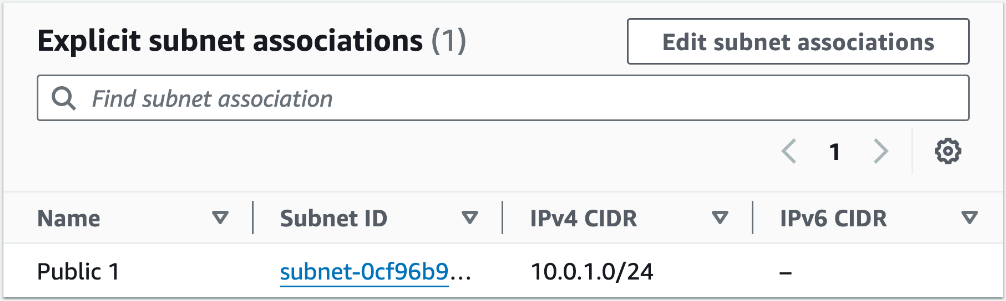 Explicit subnet associations (1) Edit subnet associations
Find subnet association
1
Name Subnet ID IPv4 CIDR IPv6 CIDR
Public 1 subnet-0cf96b9... 10.0.1.0/24 –